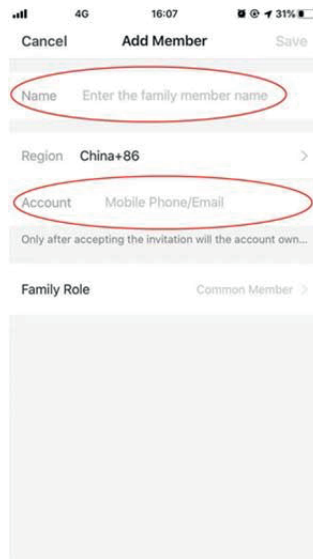 4G 16:07 31%
Cancel Add Member Save
Name Enter the family member name
Region China+86
Account Mobile Phone/Email
Only after accepting the invitation will the account own...
Family Role Common Member